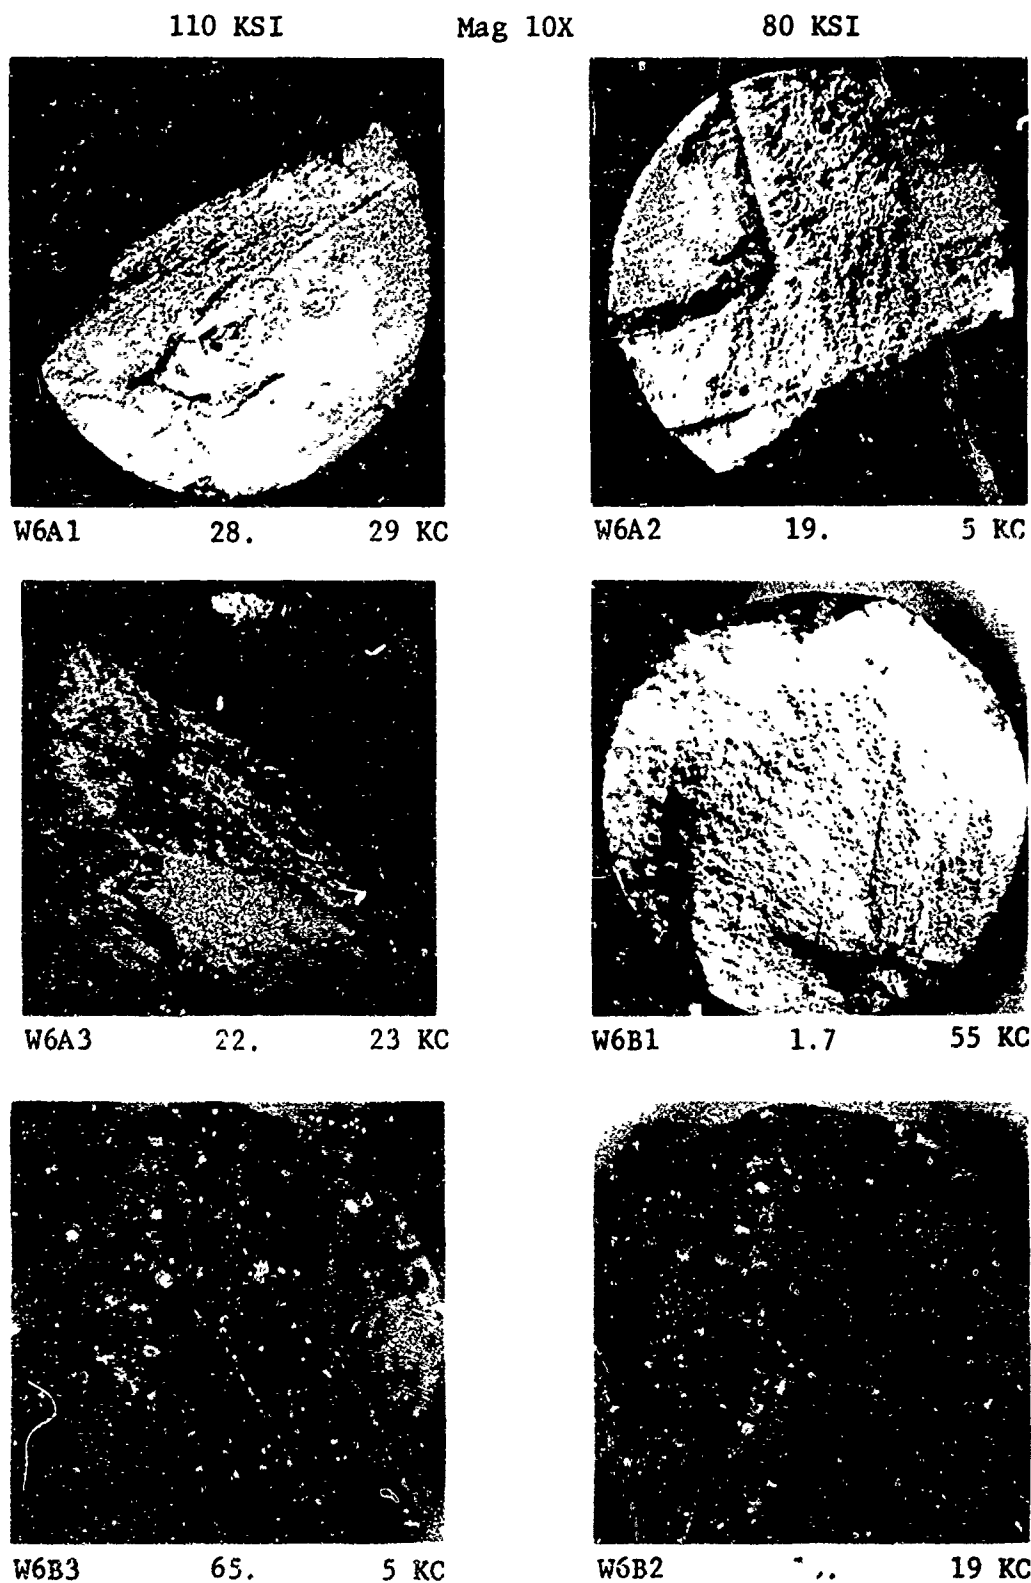 110 KSI Mag 10X 80 KSI
W6A1 28. 29 KC W6A2 19. 5 KC
W6A3 22. 23 KC W6B1 1.7 55 KC
W6B3 65. 5 KC W6B2 19 KC